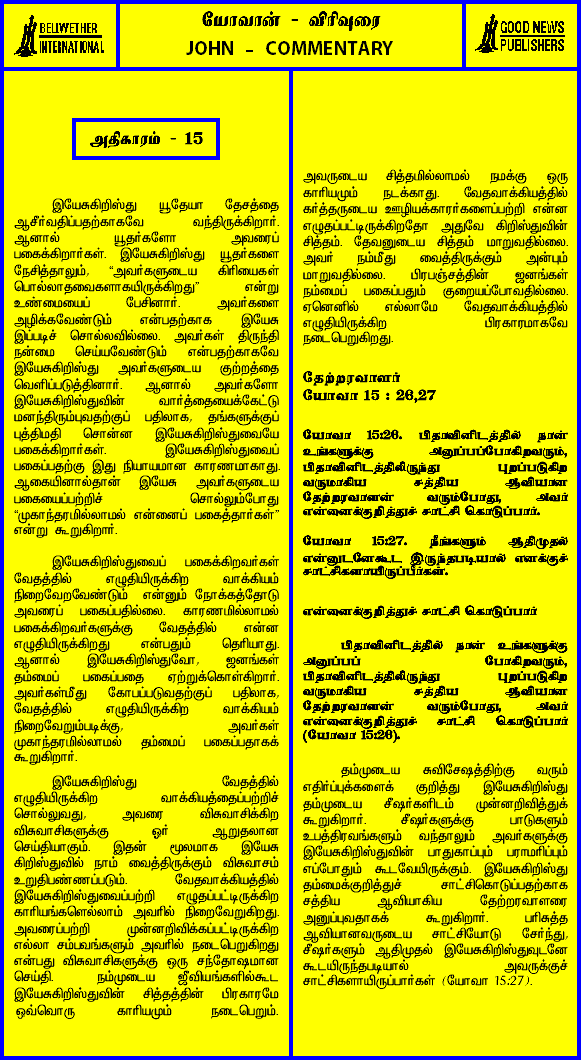 BELWETHER
INTERNATIONAL
யோவான் - விரிவுரை
JOHN - COMMENTARY
GOOD NEWS
PUBLISHERS
அதிகாரம் - 15
இயேசுகிறிஸ்து யூதேயா தேசத்தை
ஆசீர்வதிப்பதற்காகவே வந்திருக்கிறார்.
ஆனால் யூதர்களோ அவரைப்
பகைக்கிறார்கள். இயேசுகிறிஸ்து யூதர்களை
நேசித்தாலும், “அவர்களுடைய கிரியைகள்
பொல்லாதவைகளாகயிருக்கிறது” என்று
உண்மையைப் பேசினார். அவர்களை
அழிக்கவேண்டும் என்பதற்காக இயேசு
இப்படிச் சொல்லவில்லை. அவர்கள் திருந்தி
நன்மை செய்யவேண்டும் என்பதற்காகவே
இயேசுகிறிஸ்து அவர்களுடைய குற்றத்தை
வெளிப்படுத்தினார். ஆனால் அவர்களோ
இயேசுகிறிஸ்துவின் வார்த்தையைக்கேட்டு
மனந்திரும்புவதற்குப் பதிலாக, தங்களுக்குப்
புத்திமதி சொன்ன இயேசுகிறிஸ்துவையே
பகைக்கிறார்கள். இயேசுகிறிஸ்துவைப்
பகைப்பதற்கு இது நியாயமான காரணமாகாது.
ஆகையினால்தான் இயேசு அவர்களுடைய
பகையைப்பற்றிச் சொல்லும்போது
“முகாந்தரமில்லாமல் என்னைப் பகைத்தார்கள்”
என்று கூறுகிறார்.
இயேசுகிறிஸ்துவைப் பகைக்கிறவர்கள்
வேதத்தில் எழுதியிருக்கிற வாக்கியம்
நிறைவேறவேண்டும் என்னும் நோக்கத்தோடு
அவரைப் பகைப்பதில்லை. காரணமில்லாமல்
பகைக்கிறவர்களுக்கு வேதத்தில் என்ன
எழுதியிருக்கிறது என்பதும் தெரியாது.
ஆனால் இயேசுகிறிஸ்துவோ, ஜனங்கள்
தம்மைப் பகைப்பதை ஏற்றுக்கொள்கிறார்.
அவர்கள்மீது கோபப்படுவதற்குப் பதிலாக,
வேதத்தில் எழுதியிருக்கிற வாக்கியம்
நிறைவேறும்படிக்கு, அவர்கள்
முகாந்தரமில்லாமல் தம்மைப் பகைப்பதாகக்
கூறுகிறார்.
இயேசுகிறிஸ்து வேதத்தில்
எழுதியிருக்கிற வாக்கியத்தைப்பற்றிச்
சொல்லுவது, அவரை விசுவாசிக்கிற
விசுவாசிகளுக்கு ஓர் ஆறுதலான
செய்தியாகும். இதன் மூலமாக இயேசு
கிறிஸ்துவில் நாம் வைத்திருக்கும் விசுவாசம்
உறுதிபண்ணப்படும். வேதவாக்கியத்தில்
இயேசுகிறிஸ்துவைப்பற்றி எழுதப்பட்டிருக்கிற
காரியங்களெல்லாம் அவரில் நிறைவேறுகிறது.
அவரைப்பற்றி முன்னறிவிக்கப்பட்டிருக்கிற
எல்லா சம்பவங்களும் அவரில் நடைபெறுகிறது
என்பது விசுவாசிகளுக்கு ஒரு சந்தோஷமான
செய்தி. நம்முடைய ஜீவியங்களில்கூட
இயேசுகிறிஸ்துவின் சித்தத்தின் பிரகாரமே
ஒவ்வொரு காரியமும் நடைபெறும்.
அவருடைய சித்தமில்லாமல் நமக்கு ஒரு
காரியமும் நடக்காது. வேதவாக்கியத்தில்
கர்த்தருடைய ஊழியக்காரர்களைப்பற்றி என்ன
எழுதப்பட்டிருக்கிறதோ அதுவே கிறிஸ்துவின்
சித்தம். தேவனுடைய சித்தம் மாறுவதில்லை.
அவர் நம்மீது வைத்திருக்கும் அன்பும்
மாறுவதில்லை. பிரபஞ்சத்தின் ஜனங்கள்
நம்மைப் பகைப்பதும் குறையப்போவதில்லை.
ஏனெனில் எல்லாமே வேதவாக்கியத்தில்
எழுதியிருக்கிற பிரகாரமாகவே
நடைபெறுகிறது.
தேற்றரவாளர்
யோவா 15 : 26,27
யோவா 15:26. பிதாவினிடத்தில் நான்
உங்களுக்கு அனுப்பப்போகிறவரும்,
பிதாவினிடத்திலிருந்து புறப்படுகிற
வருமாகிய சத்திய ஆவியான
தேற்றரவாளன் வரும்போது, அவர்
என்னைக்குறித்துச் சாட்சி கொடுப்பார்.
யோவா 15:27. நீங்களும் ஆதிமுதல்
என்னுடனேகூட இருந்தபடியால் எனக்குச்
சாட்சிகளாயிருப்பீர்கள்.
என்னைக்குறித்துச் சாட்சி கொடுப்பார்
பிதாவினிடத்தில் நான் உங்களுக்கு
அனுப்பப் போகிறவரும்,
பிதாவினிடத்திலிருந்து புறப்படுகிற
வருமாகிய சத்திய ஆவியான
தேற்றரவாளன் வரும்போது, அவர்
என்னைக்குறித்துச் சாட்சி கொடுப்பார்
(யோவா 15:26).
தம்முடைய சுவிசேஷத்திற்கு வரும்
எதிர்ப்புக்களைக் குறித்து இயேசுகிறிஸ்து
தம்முடைய சீஷர்களிடம் முன்னறிவித்துக்
கூறுகிறார். சீஷர்களுக்கு பாடுகளும்
உபத்திரவங்களும் வந்தாலும் அவர்களுக்கு
இயேசுகிறிஸ்துவின் பாதுகாப்பும் பராமரிப்பும்
எப்போதும் கூடவேயிருக்கும். இயேசுகிறிஸ்து
தம்மைக்குறித்துச் சாட்சிகொடுப்பதற்காக
சத்திய ஆவியாகிய தேற்றரவாளரை
அனுப்புவதாகக் கூறுகிறார். பரிசுத்த
ஆவியானவருடைய சாட்சியோடு சேர்ந்து,
சீஷர்களும் ஆதிமுதல் இயேசுகிறிஸ்துவுடனே
கூடயிருந்தபடியால் அவருக்குச்
சாட்சிகளாயிருப்பார்கள் (யோவா 15:27).